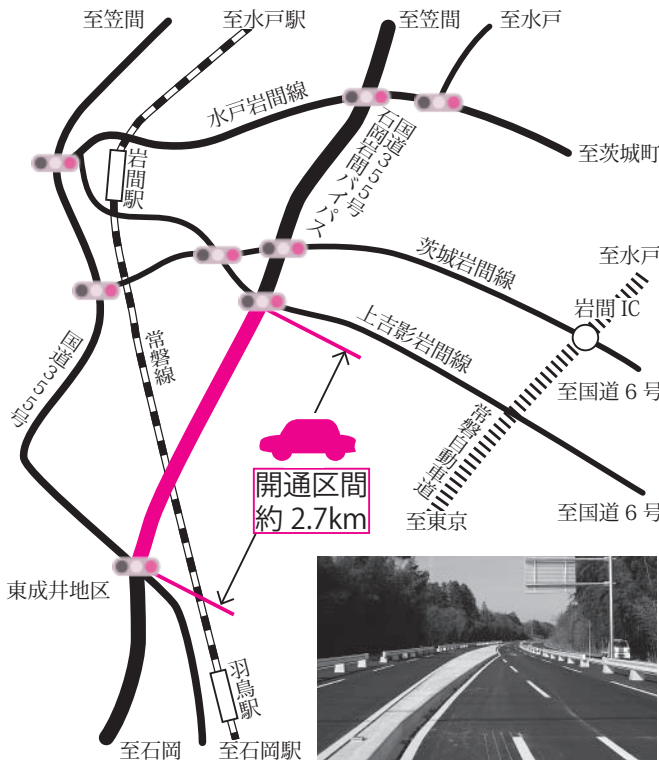 至笠間
至水戸駅
至笠間
至水戸
水戸岩間線
至茨城町
岩間駅
国道355号
石岡岩間バイパス
茨城岩間線
至水戸
岩間 IC
上吉影岩間線
国道355号
常磐線
至国道 6 号
常磐自動車道
開通区間
約 2.7km
至東京
至国道 6 号
東成井地区
羽鳥駅
至石岡
至石岡駅